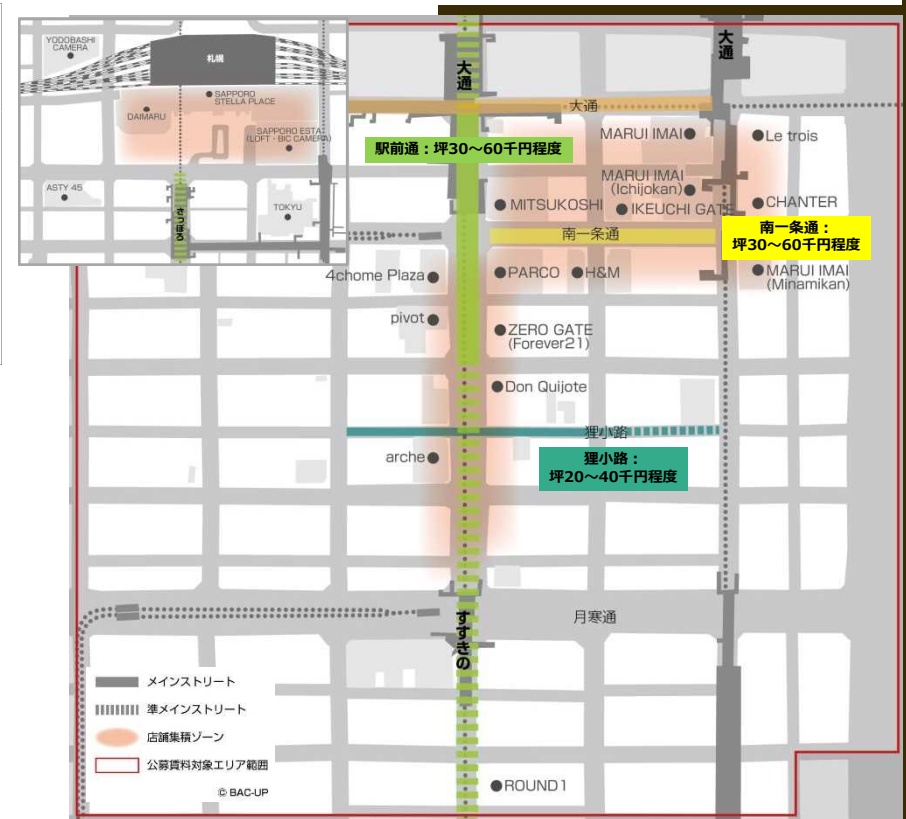 YODOBASHI
CAMERA
札幌
SAPPORO
STELLA PLACE
DAIMARU
SAPPORO ESTA
(LOFT・BIC CAMERA)
ASTY 45
さっぽろ
TOKYU
大通
大通
大通
駅前通：坪30～60千円程度
MARUI IMAI
Le trois
MARUI IMAI
(Ichijokan)
MITSUKOSHI
IKEUCHI GATE
CHANTER
南一条通
南一条通：
坪30～60千円程度
4chome Plaza
PARCO
H&M
MARUI IMAI
(Minamikan)
pivot
ZERO GATE
(Forever21)
Don Quijote
狸小路
arche
狸小路：
坪20～40千円程度
月寒通
すすきの
メインストリート
準メインストリート
店舗集積ゾーン
公募賃料対象エリア範囲
© BAC-UP
ROUND1